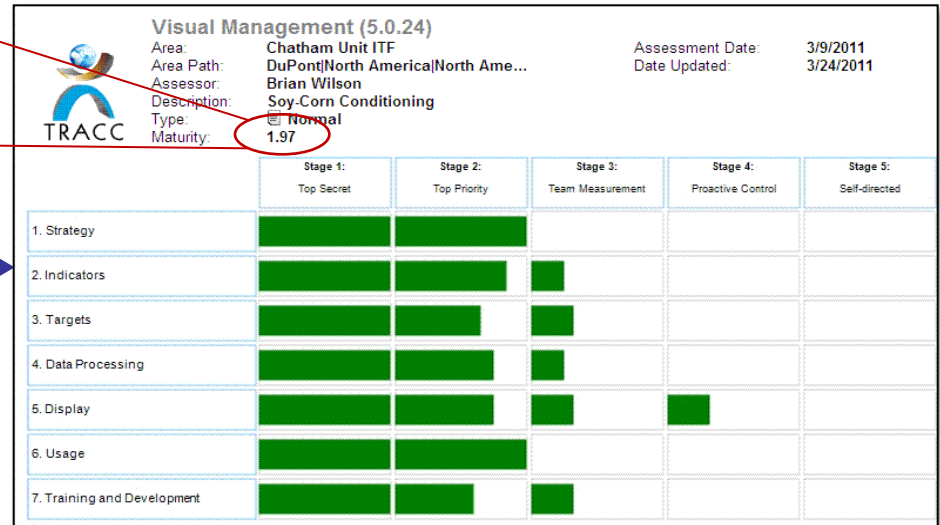 Visual Management (5.0.24)
Area: Chatham Unit ITF Assessment Date: 3/9/2011
Area Path: DuPont|North America|North Ame... Date Updated: 3/24/2011
Assessor: Brian Wilson
Description: Soy-Corn Conditioning
Type: Normal
Maturity: 1.97
TRACC
Stage 1: Stage 2: Stage 3: Stage 4: Stage 5:
Top Secret Top Priority Team Measurement Proactive Control Self-directed
1. Strategy
2. Indicators
3. Targets
4. Data Processing
5. Display
6. Usage
7. Training and Development